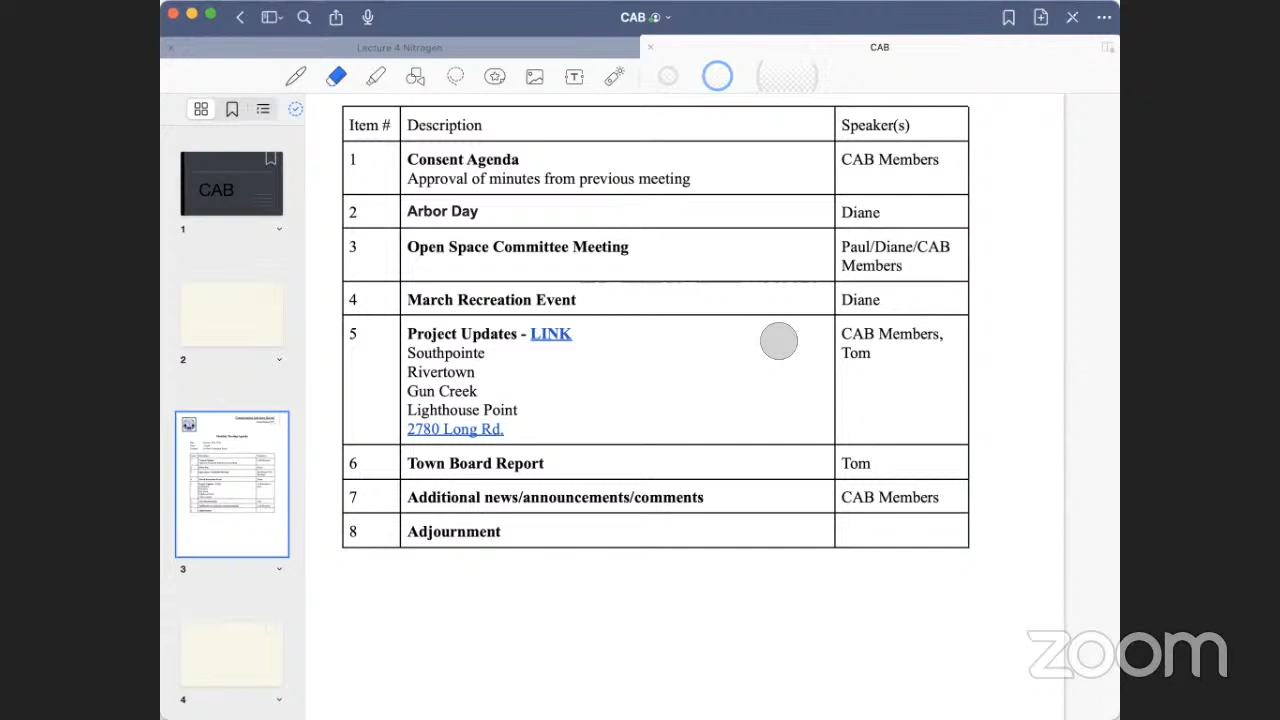 CAB
Lecture 4 Nitrogen
CAB
Item # Description Speaker(s)
1 Consent Agenda CAB Members
Approval of minutes from previous meeting
2 Arbor Day Diane
3 Open Space Committee Meeting Paul/Diane/CAB
Members
4 March Recreation Event Diane
5 Project Updates - LINK CAB Members,
Southpointe Tom
Rivertown
Gun Creek
Lighthouse Point
2780 Long Rd.
6 Town Board Report Tom
7 Additional news/announcements/comments CAB Members
8 Adjournment
CAB
1
2
3
4
zoom